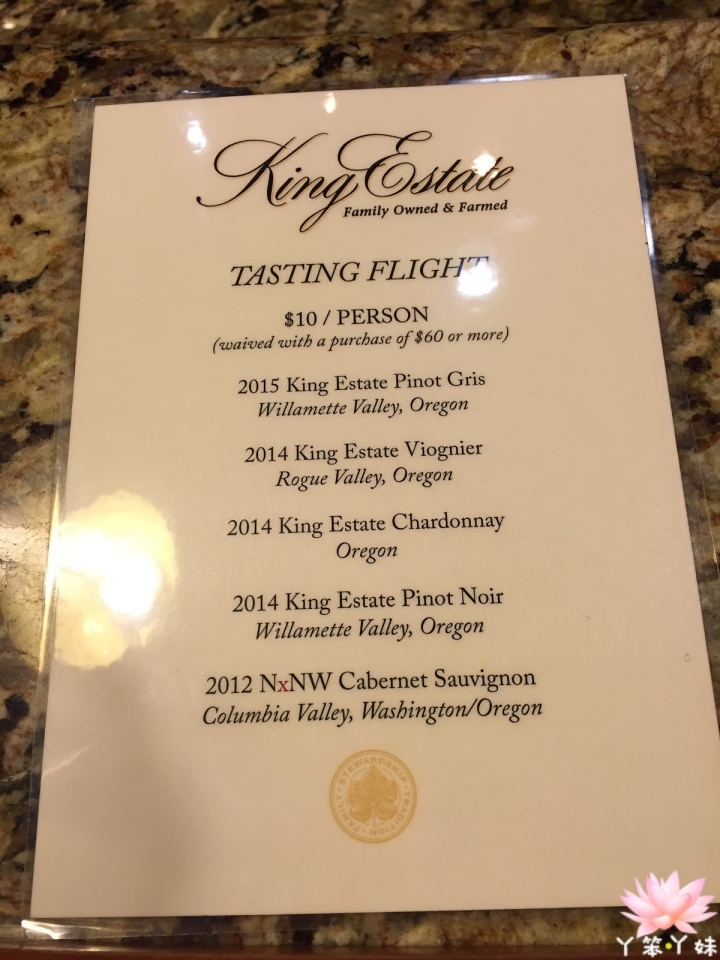 King Estate
Family Owned & Farmed
TASTING FLIGHT
$10 / PERSON
(waived with a purchase of $60 or more)
2015 King Estate Pinot Gris
Willamette Valley, Oregon
2014 King Estate Viognier
Rogue Valley, Oregon
2014 King Estate Chardonnay
Oregon
2014 King Estate Pinot Noir
Willamette Valley, Oregon
2012 NxNW Cabernet Sauvignon
Columbia Valley, Washington/Oregon
FAMILY • STEWARDSHIP • TRADITION •
丫笨•丫妹